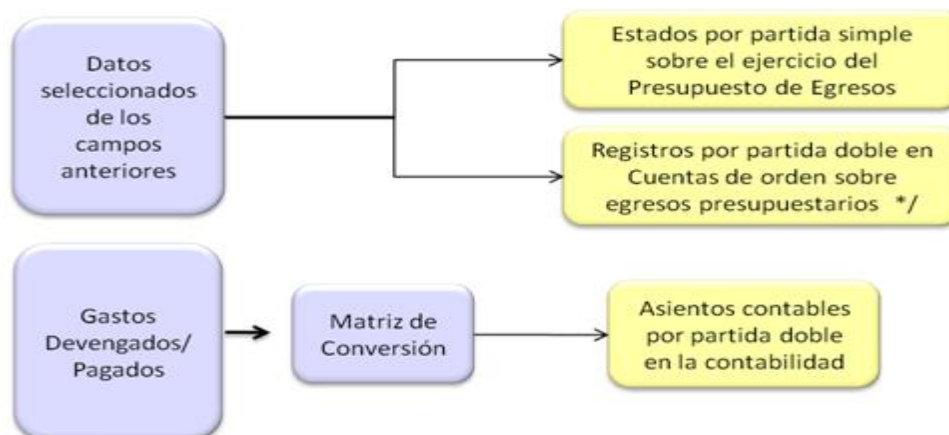 Datos
seleccionados
de los
campos
anteriores
Estados por partida simple
sobre el ejercicio del
Presupuesto de Egresos
Registros por partida doble en
Cuentas de orden sobre
egresos presupuestarios */
Gastos
Devengados/
Pagados
Matriz de
Conversión
Asientos contables
por partida doble
en la contabilidad